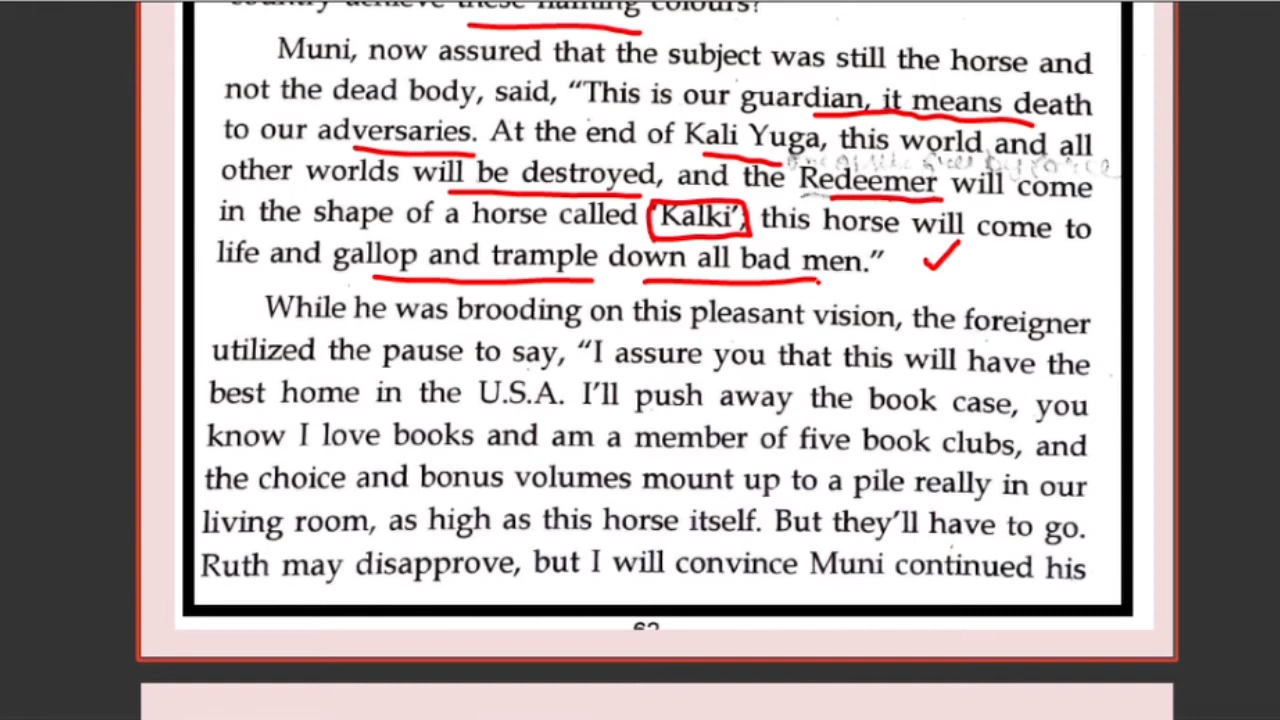 country achieve these flaming colours?
Muni, now assured that the subject was still the horse and
not the dead body, said, “This is our guardian, it means death
to our adversaries. At the end of Kali Yuga, this world and all
other worlds will be destroyed, and the Redeemer will come
in the shape of a horse called ‘Kalki’, this horse will come to
life and gallop and trample down all bad men.”
While he was brooding on this pleasant vision, the foreigner
utilized the pause to say, “I assure you that this will have the
best home in the U.S.A. I’ll push away the book case, you
know I love books and am a member of five book clubs, and
the choice and bonus volumes mount up to a pile really in our
living room, as high as this horse itself. But they’ll have to go.
Ruth may disapprove, but I will convince Muni continued his